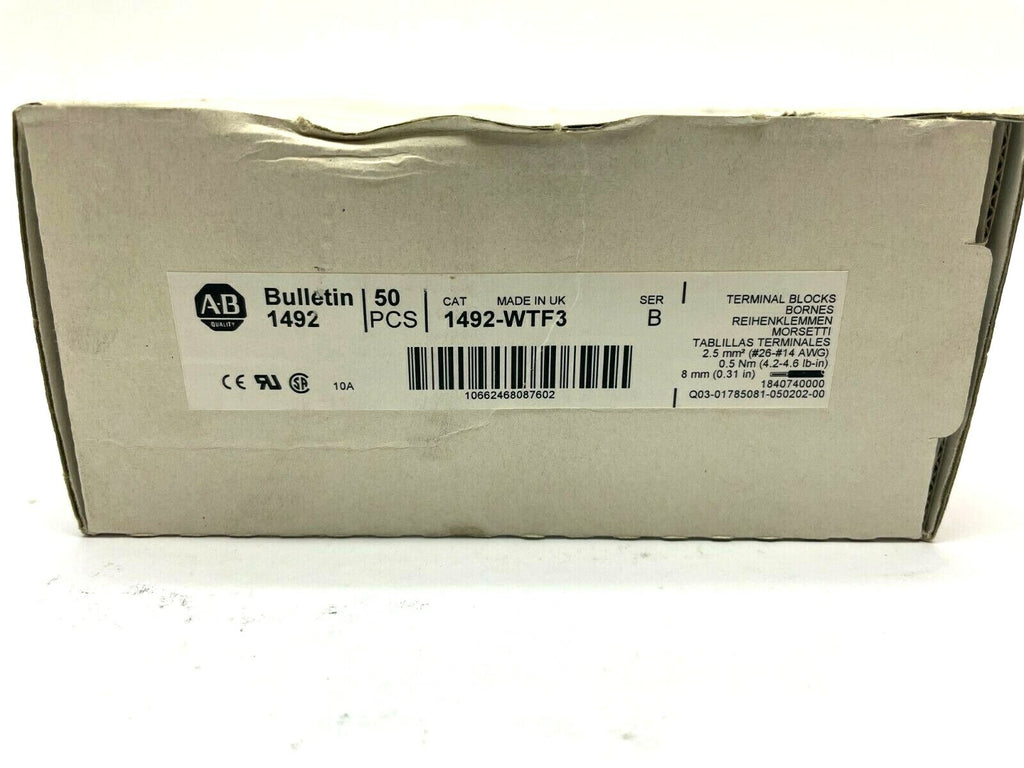 A-B
QUALITY
Bulletin
1492
50
PCS
CAT MADE IN UK SER
1492-WTF3 B
CE RU SA 10A
10662468087602
TERMINAL BLOCKS
BORNES
REIHENKLEMMEN
MORSETTI
TABLILLAS TERMINALES
2.5 mm² (#26-#14 AWG)
0.5 Nm (4.2-4.6 lb-in)
8 mm (0.31 in)
1840740000
Q03-01785081-050202-00